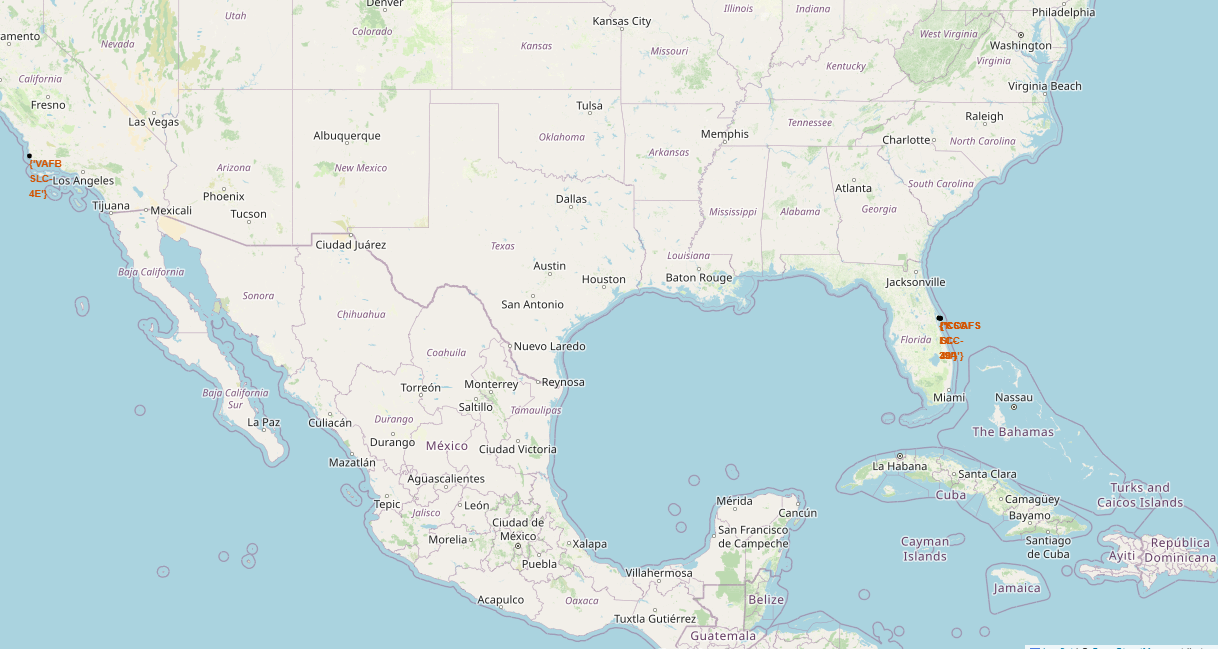 Denver
Utah
Colorado
Kansas City
Illinois
Indiana
Philadelphia
Nevada
Kansas
Missouri
West Virginia
Washington
Kentucky
Virginia
California
Fresno
Las Vegas
Tulsa
Virginia Beach
Albuquerque
Oklahoma
Memphis
Tennessee
Raleigh
Charlotte
North Carolina
{'VAFB
SLC-
4E'}
Los Angeles
Arizona
New Mexico
Arkansas
Phoenix
Tucson
Dallas
Atlanta
South Carolina
Tijuana
Mexicali
Mississippi
Alabama
Georgia
Ciudad Juárez
Texas
Louisiana
Baja California
Austin
Houston
Baton Rouge
Jacksonville
Sonora
Chihuahua
San Antonio
Florida
Coahuila
Nuevo Laredo
Torreón
Monterrey
Reynosa
Miami
Nassau
Baja California
Sur
Saltillo
Tamaulipas
La Paz
Culiacán
Durango
The Bahamas
Durango
México
Ciudad Victoria
Mazatlán
Aguascalientes
La Habana
Santa Clara
Cuba
Turks and
Caicos Islands
Tepic
León
Jalisco
Mérida
Cancún
Camagüey
Bayamo
Ciudad de
México
San Francisco
de Campeche
Morelia
Xalapa
Cayman
Islands
Santiago
de Cuba
Ayiti
República
Dominicana
Puebla
Villahermosa
Jamaica
Acapulco
Oaxaca
Belize
Tuxtla Gutiérrez
Guatemala